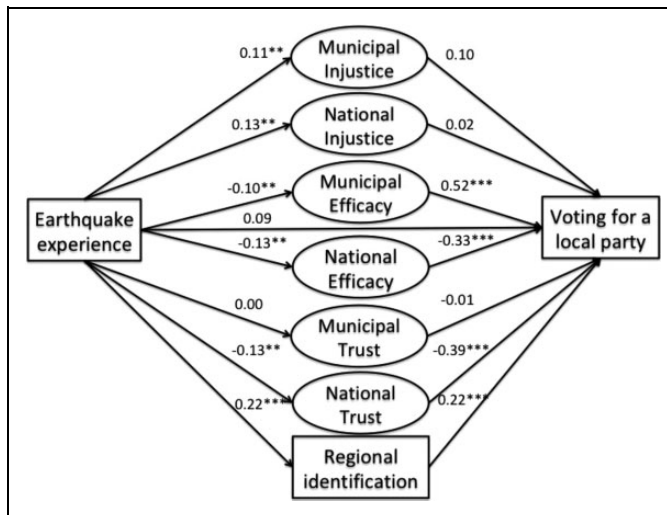 0.11**
Municipal
Injustice
0.10
0.13**
National
Injustice
0.02
-0.10**
Municipal
Efficacy
0.52***
Earthquake
experience
0.09
Voting for a
local party
-0.13**
National
Efficacy
-0.33***
0.00
Municipal
Trust
-0.01
-0.13**
National
Trust
-0.39***
0.22***
Regional
identification
0.22***